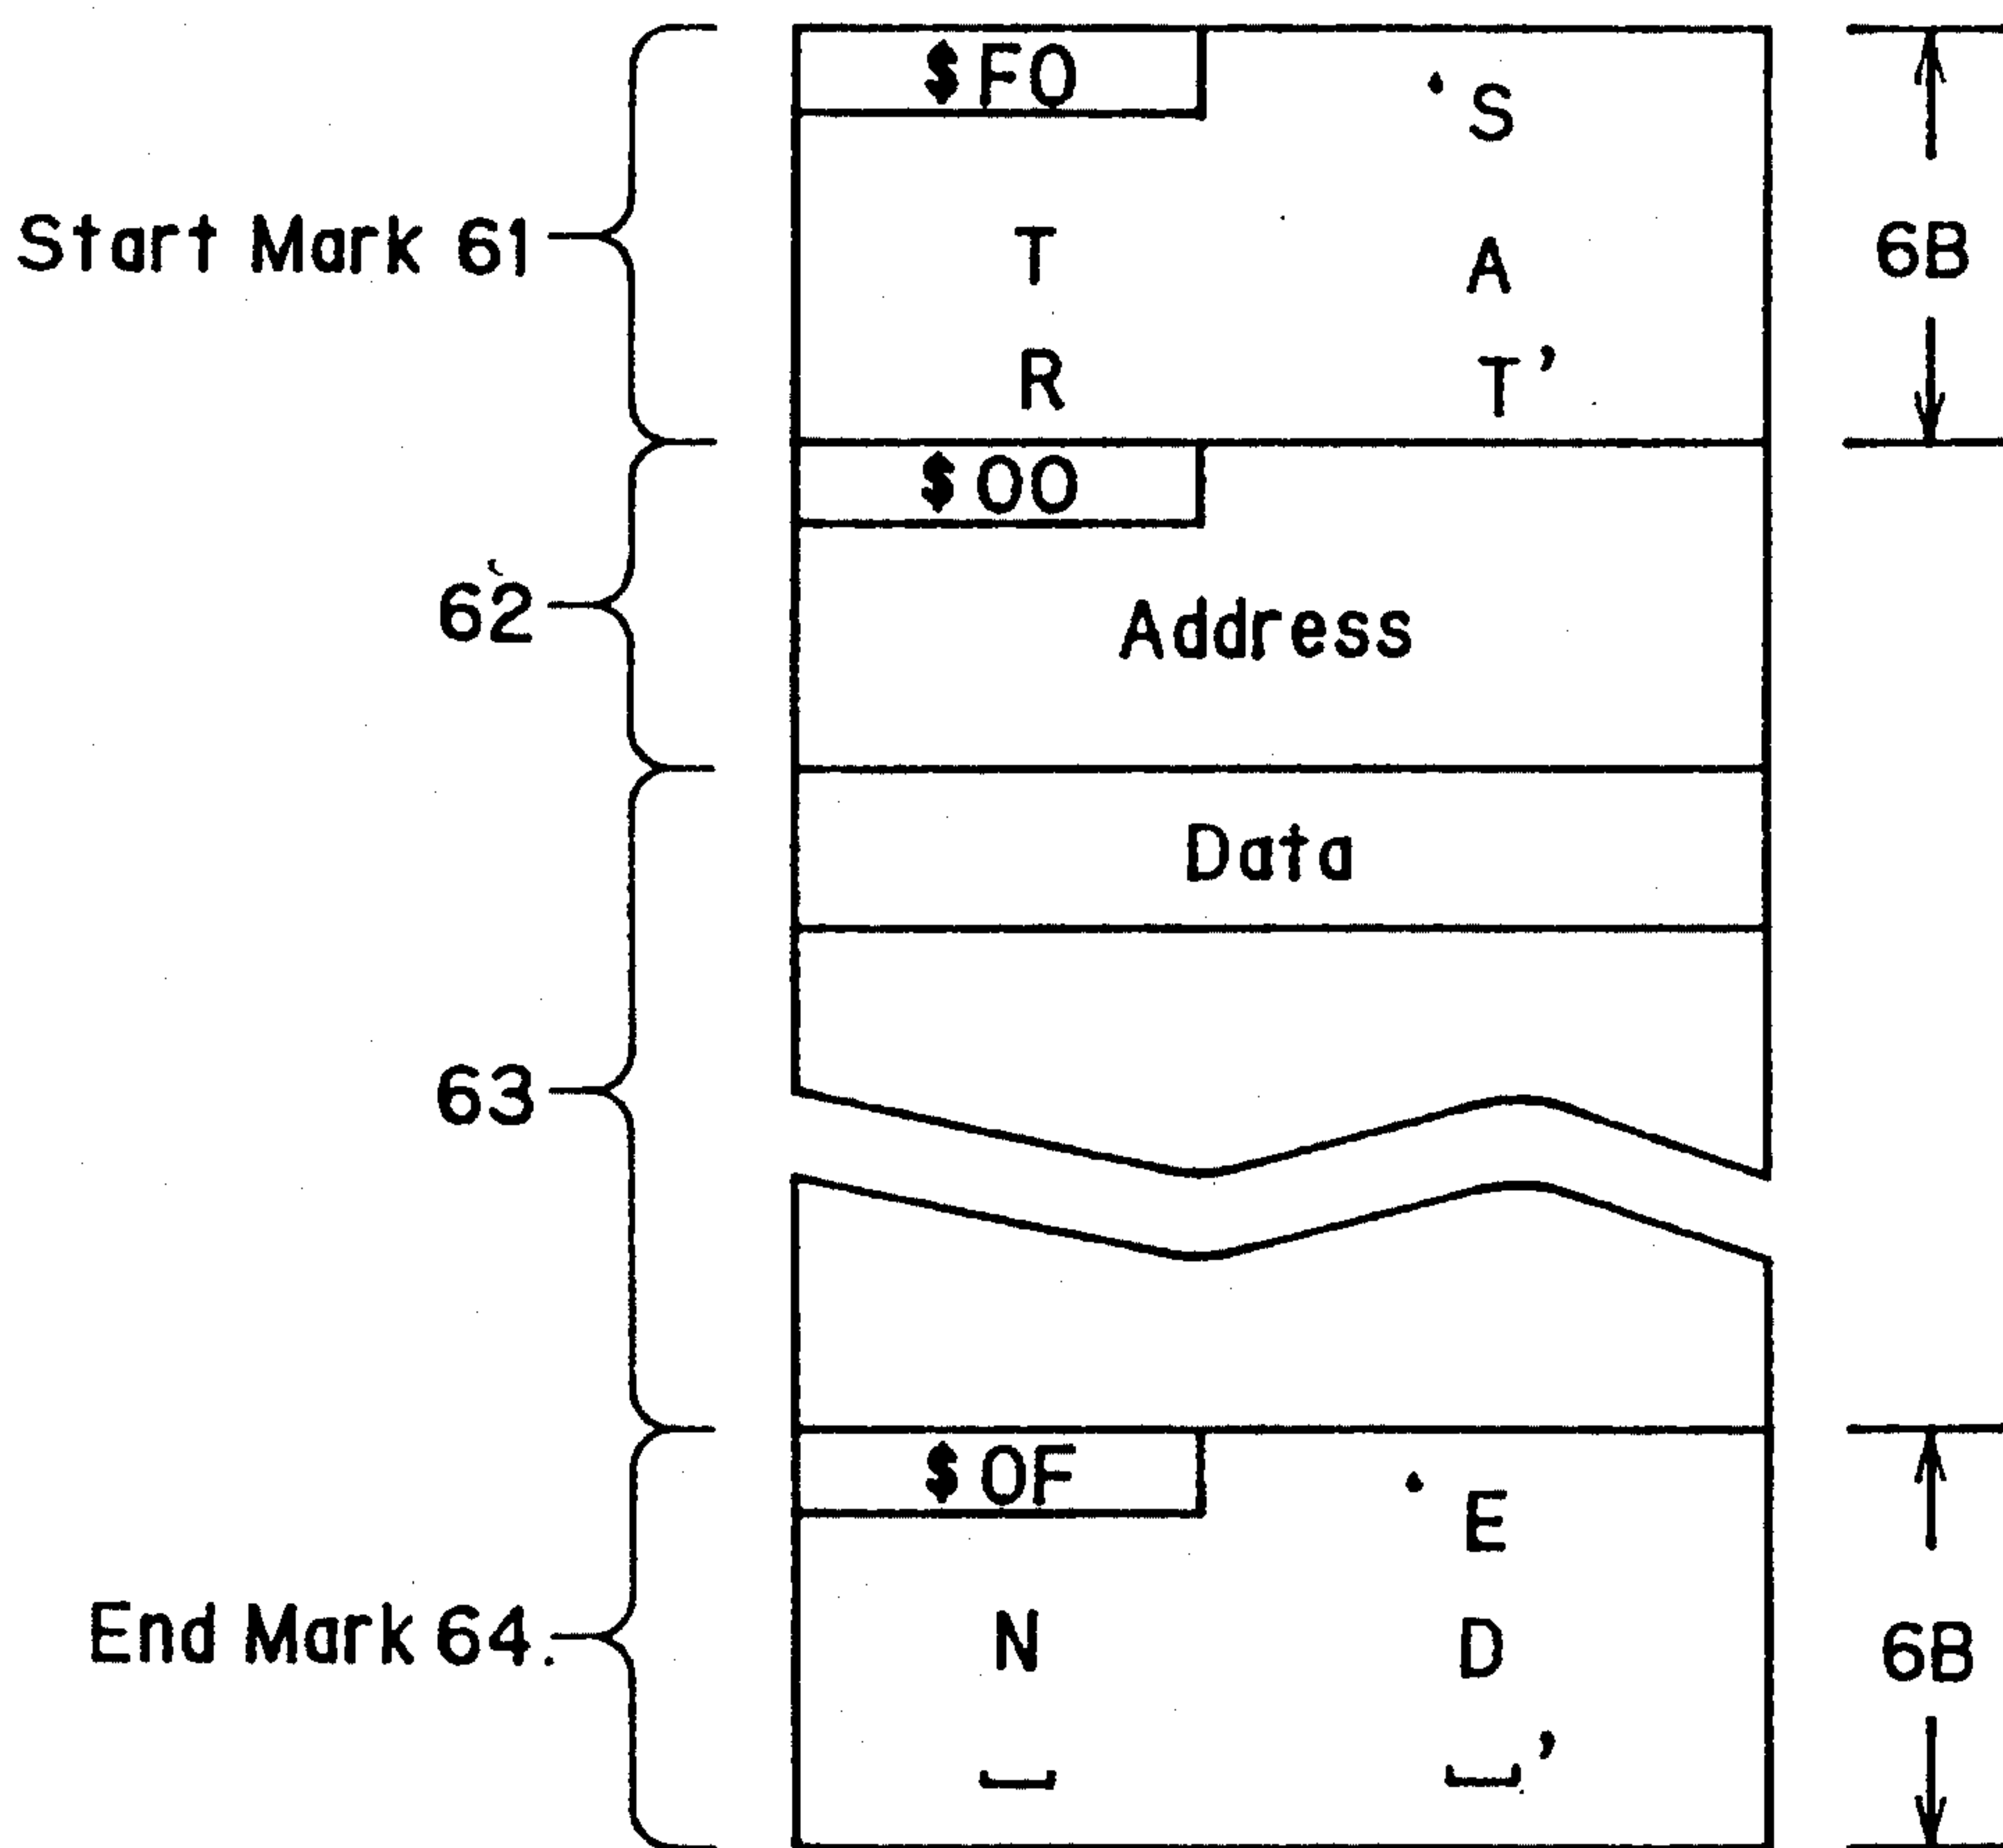 $F0 'S
Start Mark 61 T A 6B
R T'
$00
62 Address
Data
63
$0F 'E
End Mark 64. N D 6B
␣ ␣'